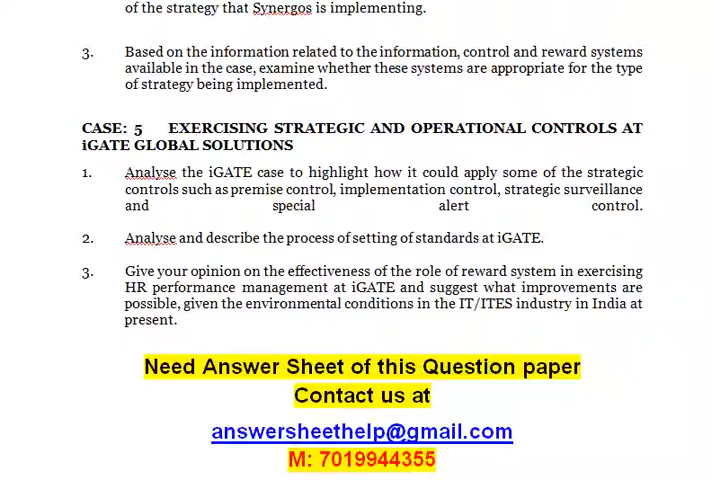 of the strategy that Synergos is implementing.
3. Based on the information related to the information, control and reward systems
available in the case, examine whether these systems are appropriate for the type
of strategy being implemented.
CASE: 5 EXERCISING STRATEGIC AND OPERATIONAL CONTROLS AT
iGATE GLOBAL SOLUTIONS
1. Analyse the iGATE case to highlight how it could apply some of the strategic
controls such as premise control, implementation control, strategic surveillance
and special alert control.
2. Analyse and describe the process of setting of standards at iGATE.
3. Give your opinion on the effectiveness of the role of reward system in exercising
HR performance management at iGATE and suggest what improvements are
possible, given the environmental conditions in the IT/ITES industry in India at
present.
Need Answer Sheet of this Question paper
Contact us at
answersheethelp@gmail.com
M: 7019944355